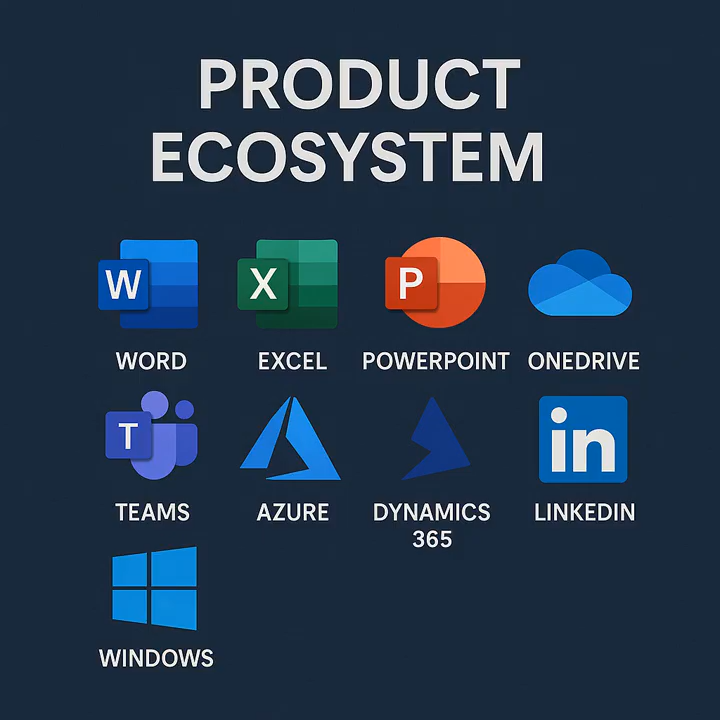 PRODUCT
ECOSYSTEM
W
X
P
WORD
EXCEL
POWERPOINT
ONEDRIVE
T
in
TEAMS
AZURE
DYNAMICS
365
LINKEDIN
WINDOWS